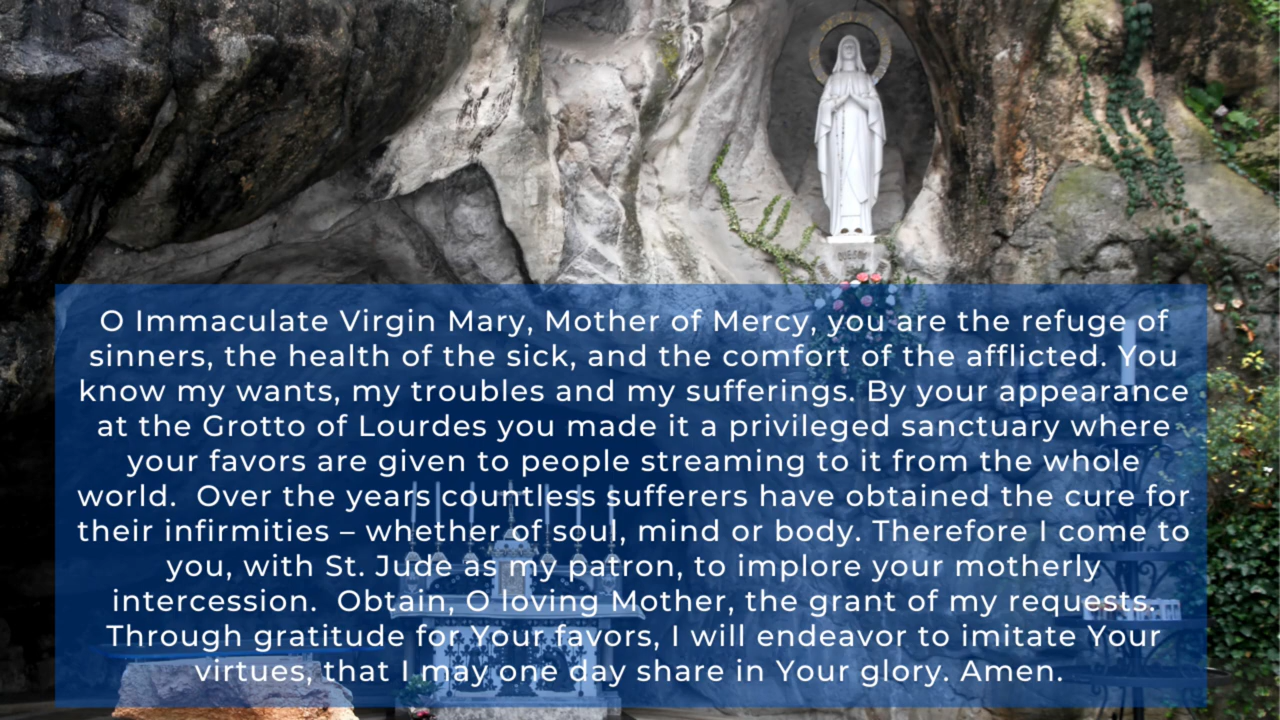 O Immaculate Virgin Mary, Mother of Mercy, you are the refuge of
sinners, the health of the sick, and the comfort of the afflicted. You
know my wants, my troubles and my sufferings. By your appearance
at the Grotto of Lourdes you made it a privileged sanctuary where
your favors are given to people streaming to it from the whole
world.  Over the years countless sufferers have obtained the cure for
their infirmities – whether of soul, mind or body. Therefore I come to
you, with St. Jude as my patron, to implore your motherly
intercession.  Obtain, O loving Mother, the grant of my requests.
Through gratitude for Your favors, I will endeavor to imitate Your
virtues, that I may one day share in Your glory. Amen.